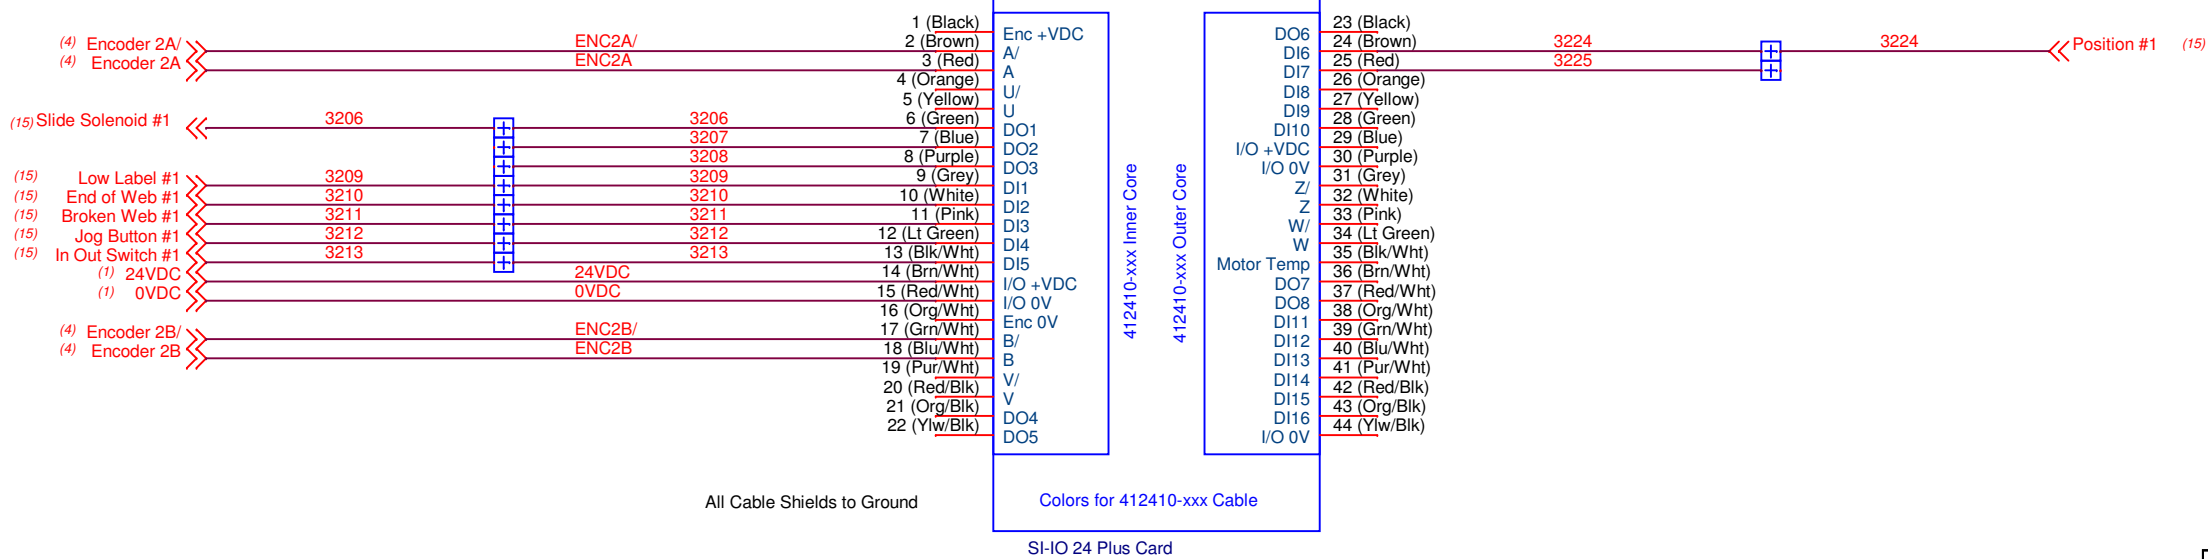 1 (Black) Enc +VDC
(4) Encoder 2A/ ENC2A/ 2 (Brown) A/
(4) Encoder 2A ENC2A 3 (Red) A
4 (Orange) U/
5 (Yellow) U
(15) Slide Solenoid #1 3206 3206 6 (Green) DO1
3207 7 (Blue) DO2
3208 8 (Purple) DO3
(15) Low Label #1 3209 3209 9 (Grey) DI1
(15) End of Web #1 3210 3210 10 (White) DI2
(15) Broken Web #1 3211 3211 11 (Pink) DI3
(15) Jog Button #1 3212 3212 12 (Lt Green) DI4
(15) In Out Switch #1 3213 3213 13 (Blk/Wht) DI5
(1) 24VDC 24VDC 14 (Brn/Wht) I/O +VDC
(1) 0VDC 0VDC 15 (Red/Wht) I/O 0V
16 (Org/Wht) Enc 0V
(4) Encoder 2B/ ENC2B/ 17 (Grn/Wht) B/
(4) Encoder 2B ENC2B 18 (Blu/Wht) B
19 (Pur/Wht) V/
20 (Red/Blk) V
21 (Org/Blk) DO4
22 (Ylw/Blk) DO5
412410-xxx Inner Core
412410-xxx Outer Core
DO6 23 (Black)
DI6 24 (Brown) 3224 3224 Position #1 (15)
DI7 25 (Red) 3225
DI8 26 (Orange)
DI9 27 (Yellow)
DI10 28 (Green)
I/O +VDC 29 (Blue)
I/O 0V 30 (Purple)
Z/ 31 (Grey)
Z 32 (White)
W/ 33 (Pink)
W 34 (Lt Green)
Motor Temp 35 (Blk/Wht)
DO7 36 (Brn/Wht)
DO8 37 (Red/Wht)
DI11 38 (Org/Wht)
DI12 39 (Grn/Wht)
DI13 40 (Blu/Wht)
DI14 41 (Pur/Wht)
DI15 42 (Red/Blk)
DI16 43 (Org/Blk)
I/O 0V 44 (Ylw/Blk)
All Cable Shields to Ground
Colors for 412410-xxx Cable
SI-IO 24 Plus Card